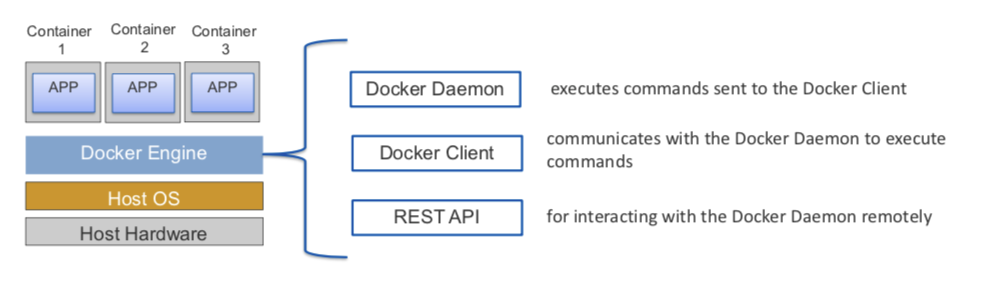 Container
1
Container
2
Container
3
APP
APP
APP
Docker Engine
Host OS
Host Hardware
Docker Daemon
executes commands sent to the Docker Client
Docker Client
communicates with the Docker Daemon to execute
commands
REST API
for interacting with the Docker Daemon remotely